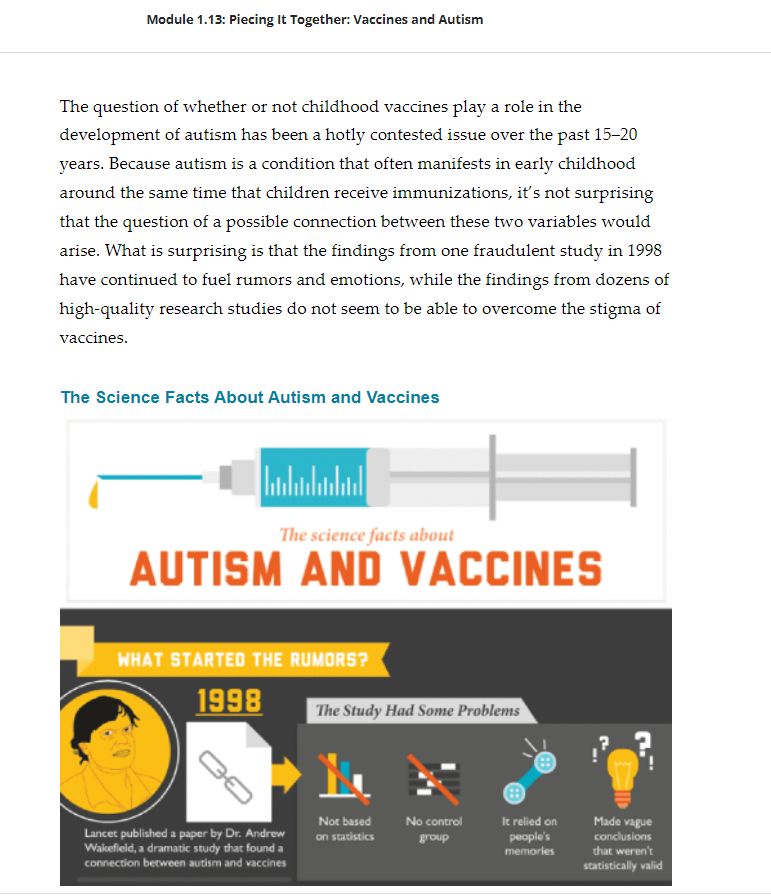 Module 1.13: Piecing It Together: Vaccines and Autism
The question of whether or not childhood vaccines play a role in the
development of autism has been a hotly contested issue over the past 15–20
years. Because autism is a condition that often manifests in early childhood
around the same time that children receive immunizations, it's not surprising
that the question of a possible connection between these two variables would
arise. What is surprising is that the findings from one fraudulent study in 1998
have continued to fuel rumors and emotions, while the findings from dozens of
high-quality research studies do not seem to be able to overcome the stigma of
vaccines.
The Science Facts About Autism and Vaccines
The science facts about
AUTISM AND VACCINES
WHAT STARTED THE RUMORS?
1998
Lancet published a paper by Dr. Andrew
Wakefield, a dramatic study that found a
connection between autism and vaccines
The Study Had Some Problems
Not based
on statistics
No control
group
It relied on
people's
memories
! ? ? !
Made vague
conclusions
that weren't
statistically valid